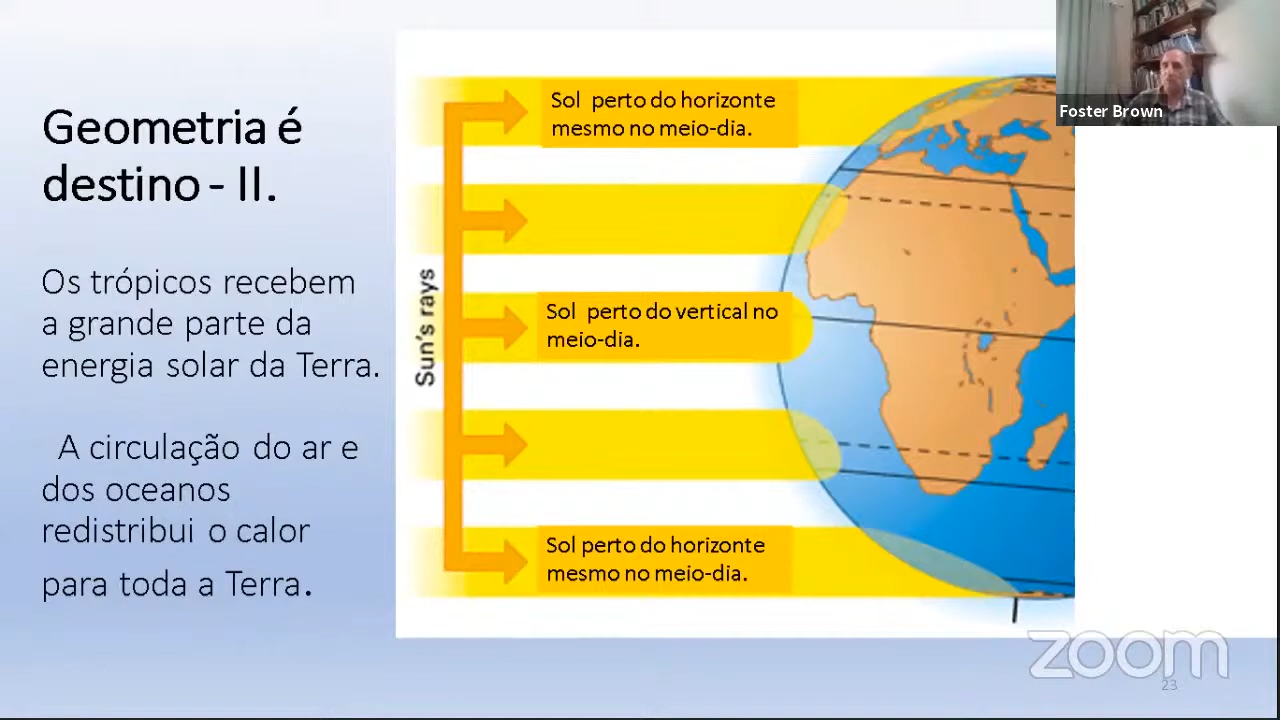 Geometria é
destino - II.
Os trópicos recebem
a grande parte da
energia solar da Terra.
A circulação do ar e
dos oceanos
redistribui o calor
para toda a Terra.
Sun's rays
Sol perto do horizonte
mesmo no meio-dia.
Sol perto do vertical no
meio-dia.
Sol perto do horizonte
mesmo no meio-dia.
Foster Brown
zoom
23